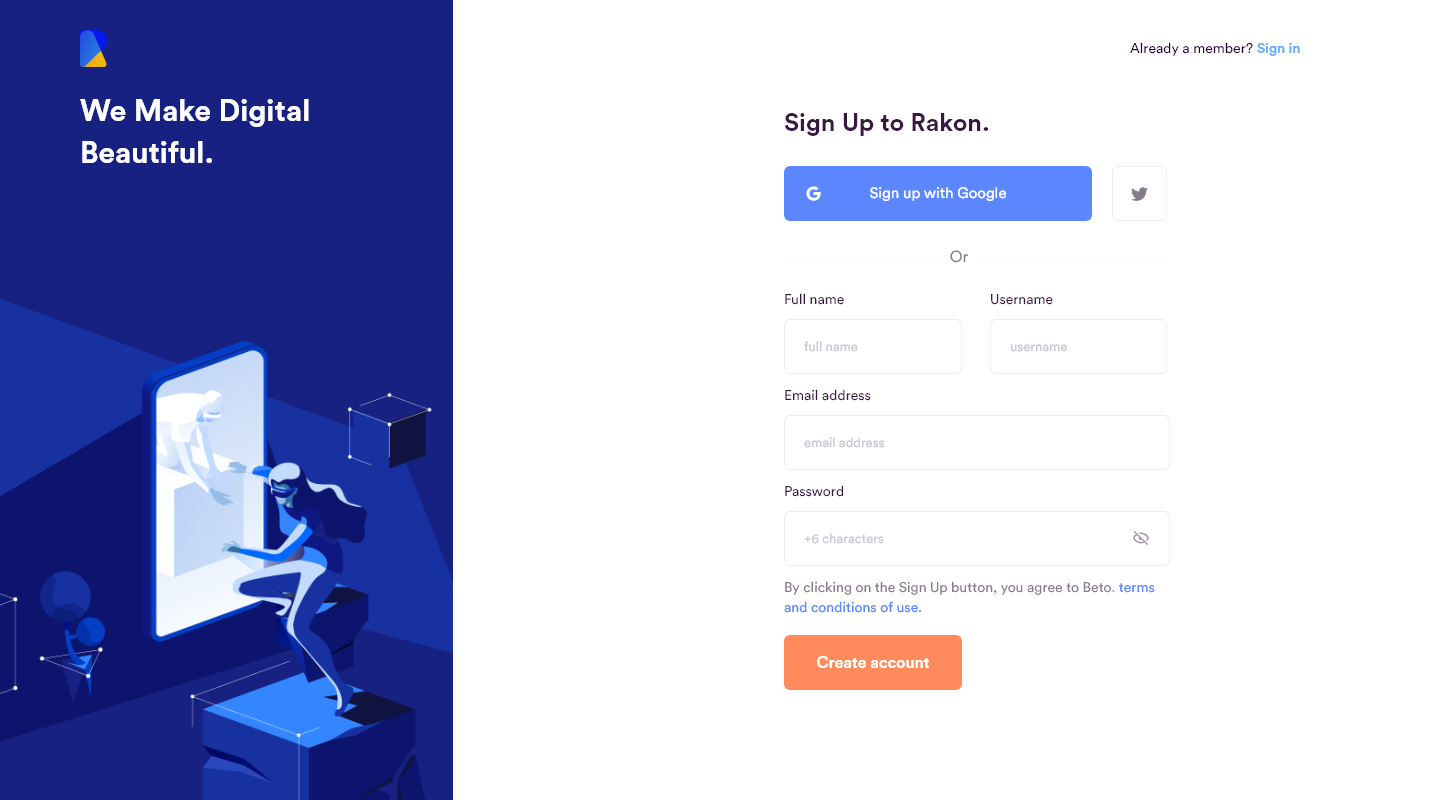 We Make Digital
Beautiful.
Already a member? Sign in
Sign Up to Rakon.
Sign up with Google
Or
Full name
Username
full name
username
Email address
email address
Password
+6 characters
By clicking on the Sign Up button, you agree to Beto. terms
and conditions of use.
Create account